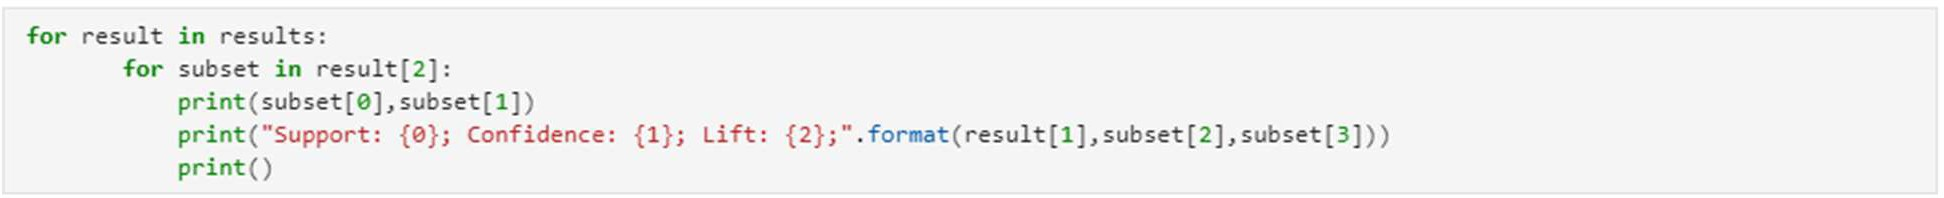 for result in results:
for subset in result[2]:
print(subset[0],subset[1])
print("Support: {0}; Confidence: {1}; Lift: {2};".format(result[1],subset[2],subset[3]))
print()